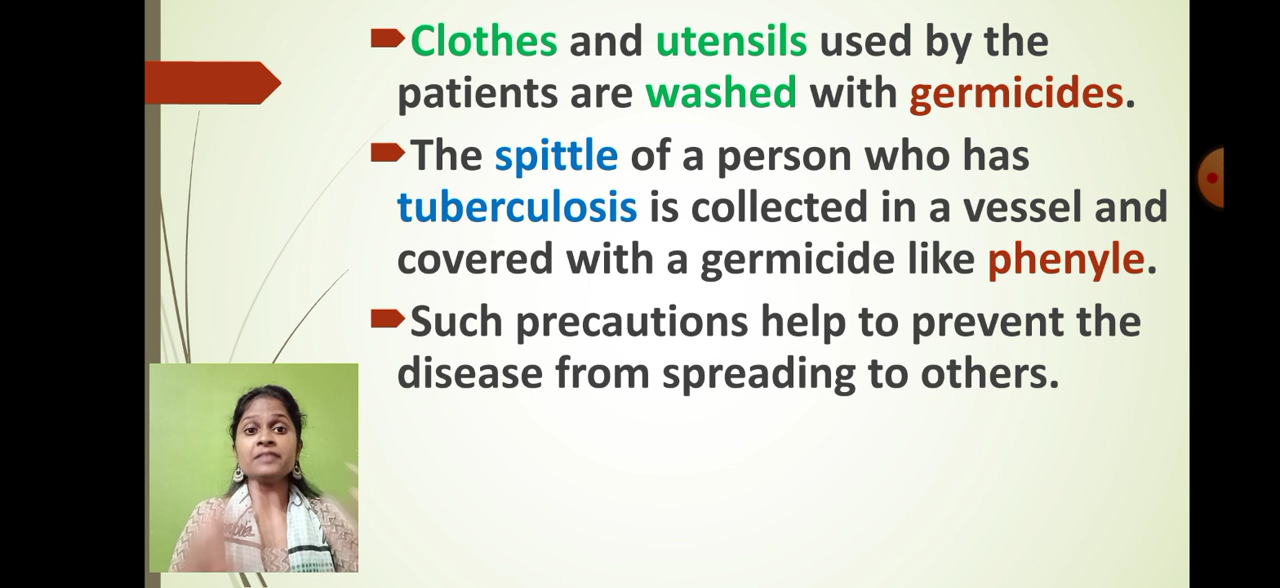 Clothes and utensils used by the
patients are washed with germicides.
The spittle of a person who has
tuberculosis is collected in a vessel and
covered with a germicide like phenyle.
Such precautions help to prevent the
disease from spreading to others.